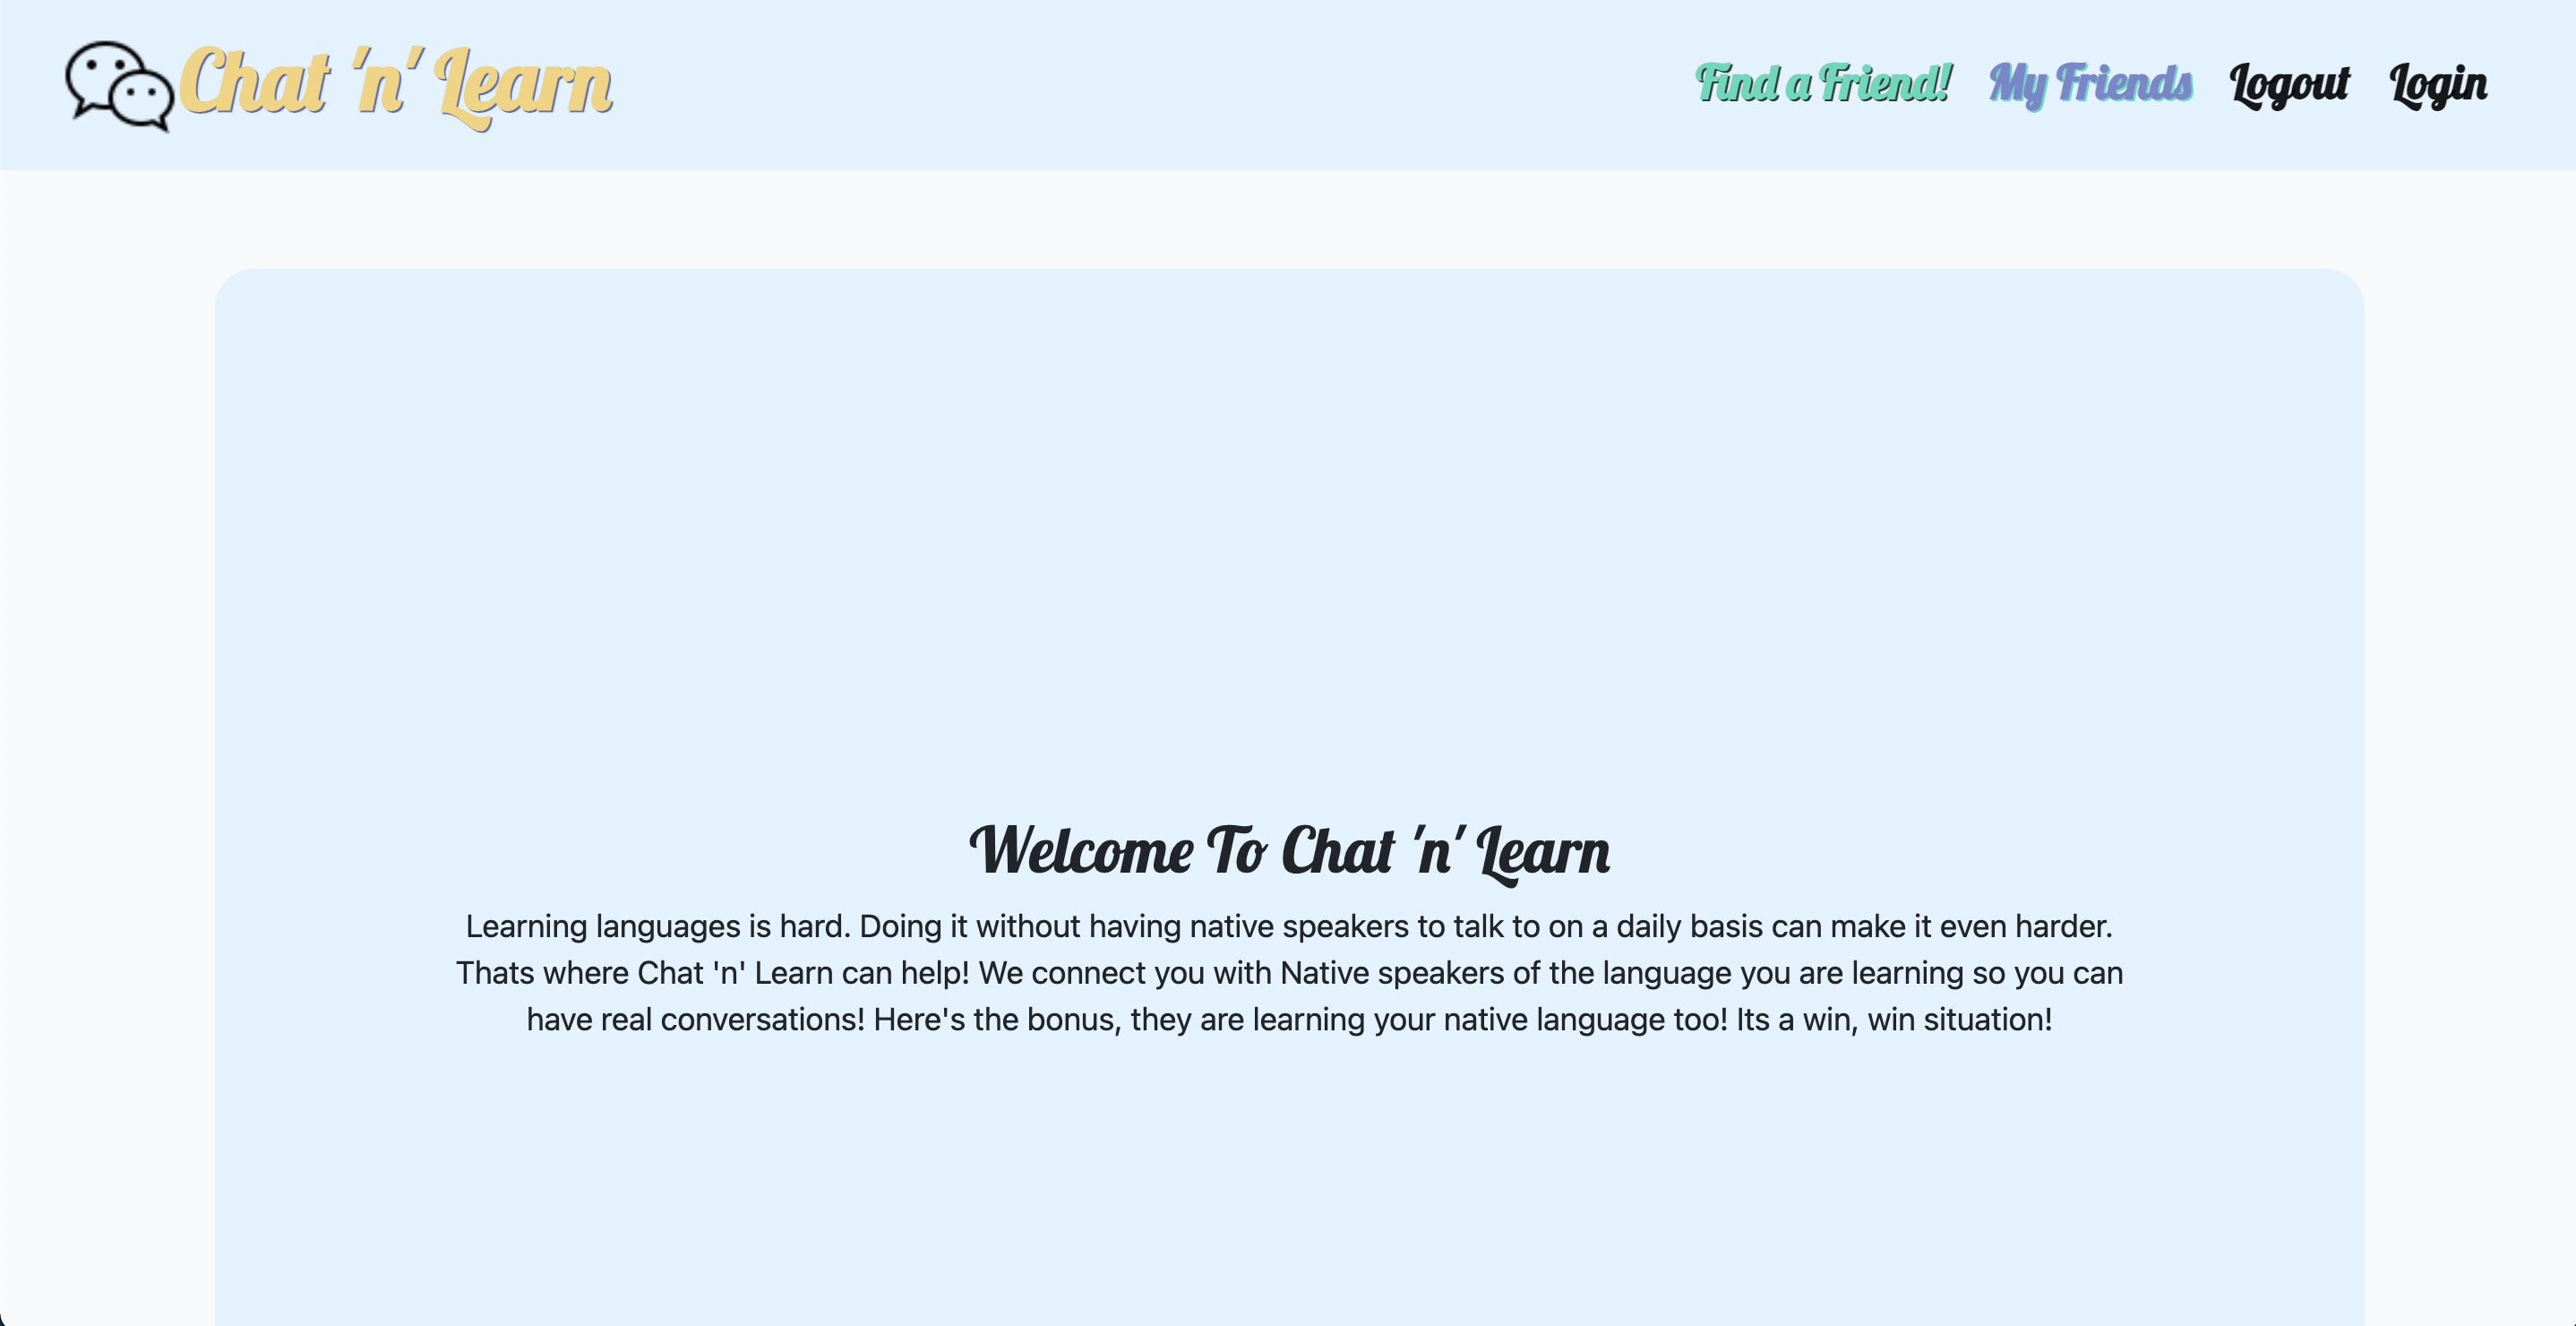 Chat 'n' Learn
Find a Friend! My Friends Logout Login
Welcome To Chat 'n' Learn
Learning languages is hard. Doing it without having native speakers to talk to on a daily basis can make it even harder.
Thats where Chat 'n' Learn can help! We connect you with Native speakers of the language you are learning so you can
have real conversations! Here's the bonus, they are learning your native language too! Its a win, win situation!